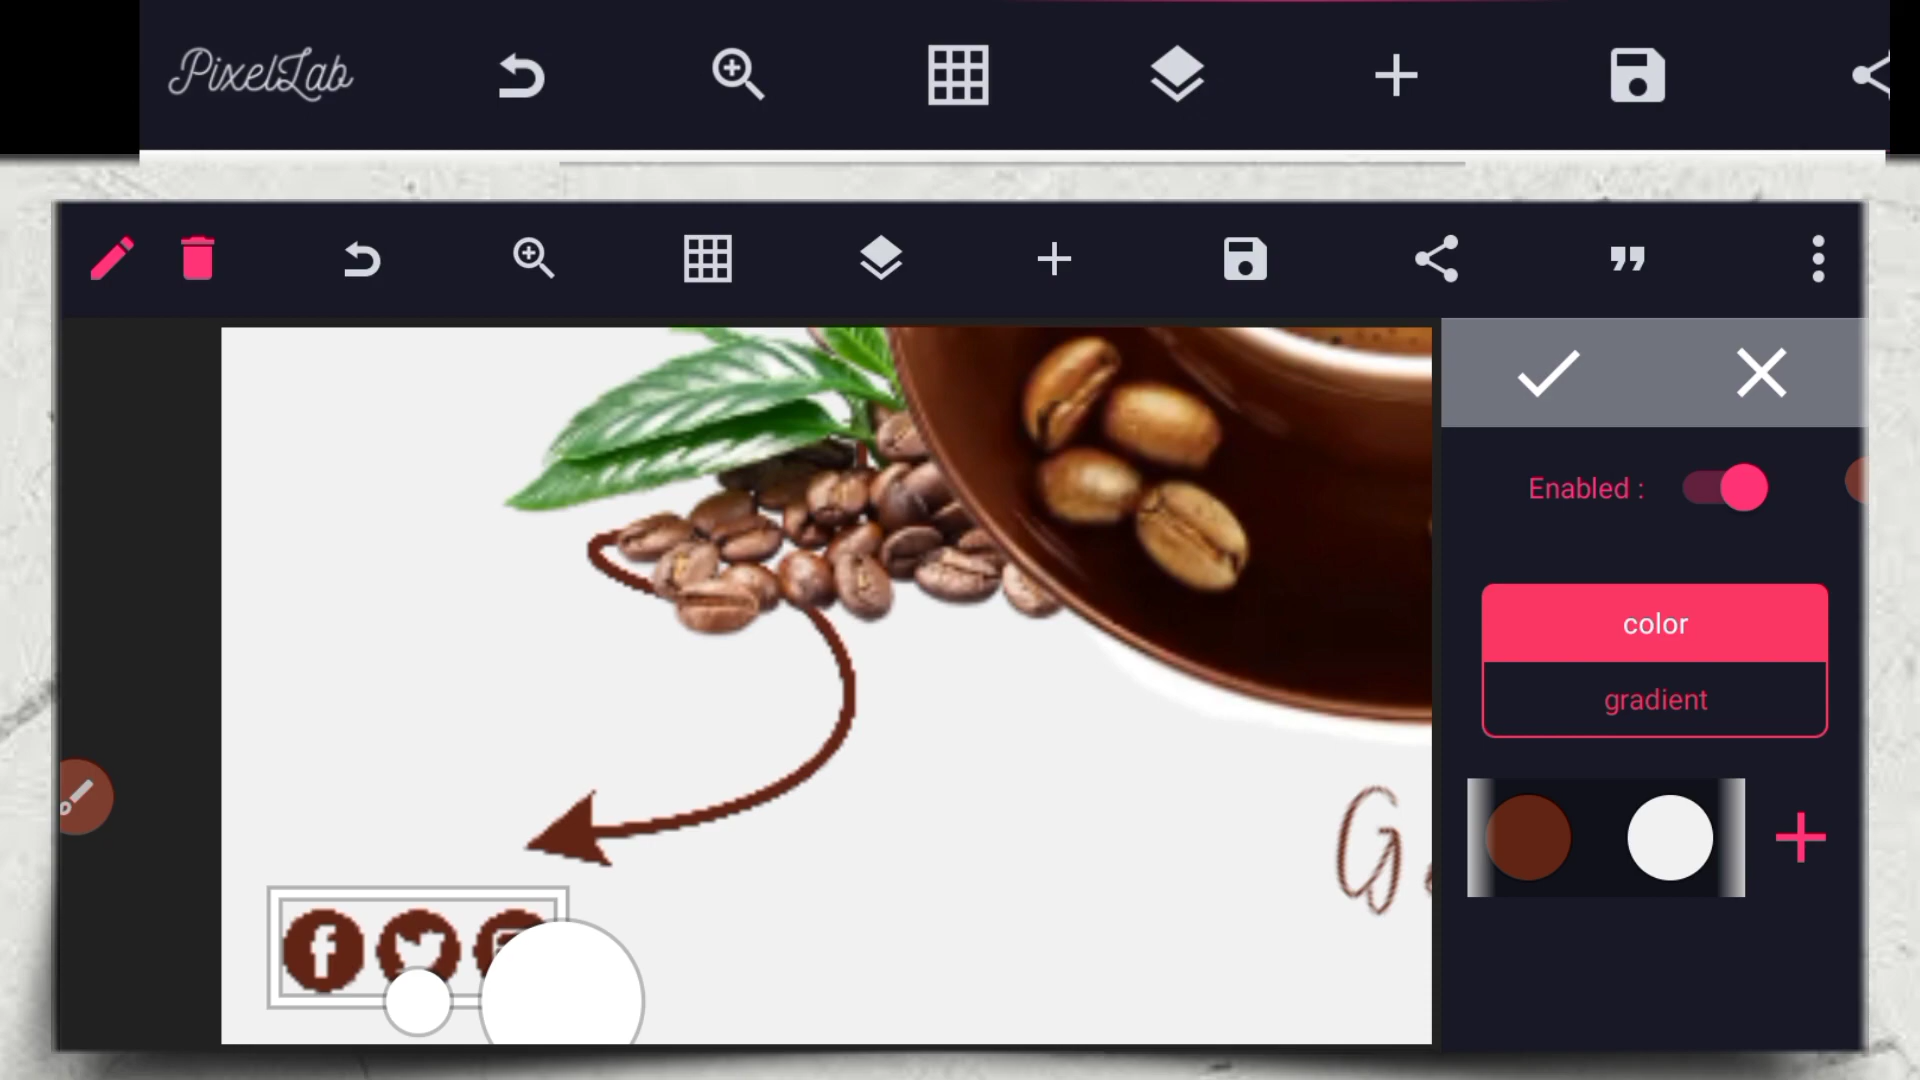 PixelLab
Enabled :
color
gradient
G